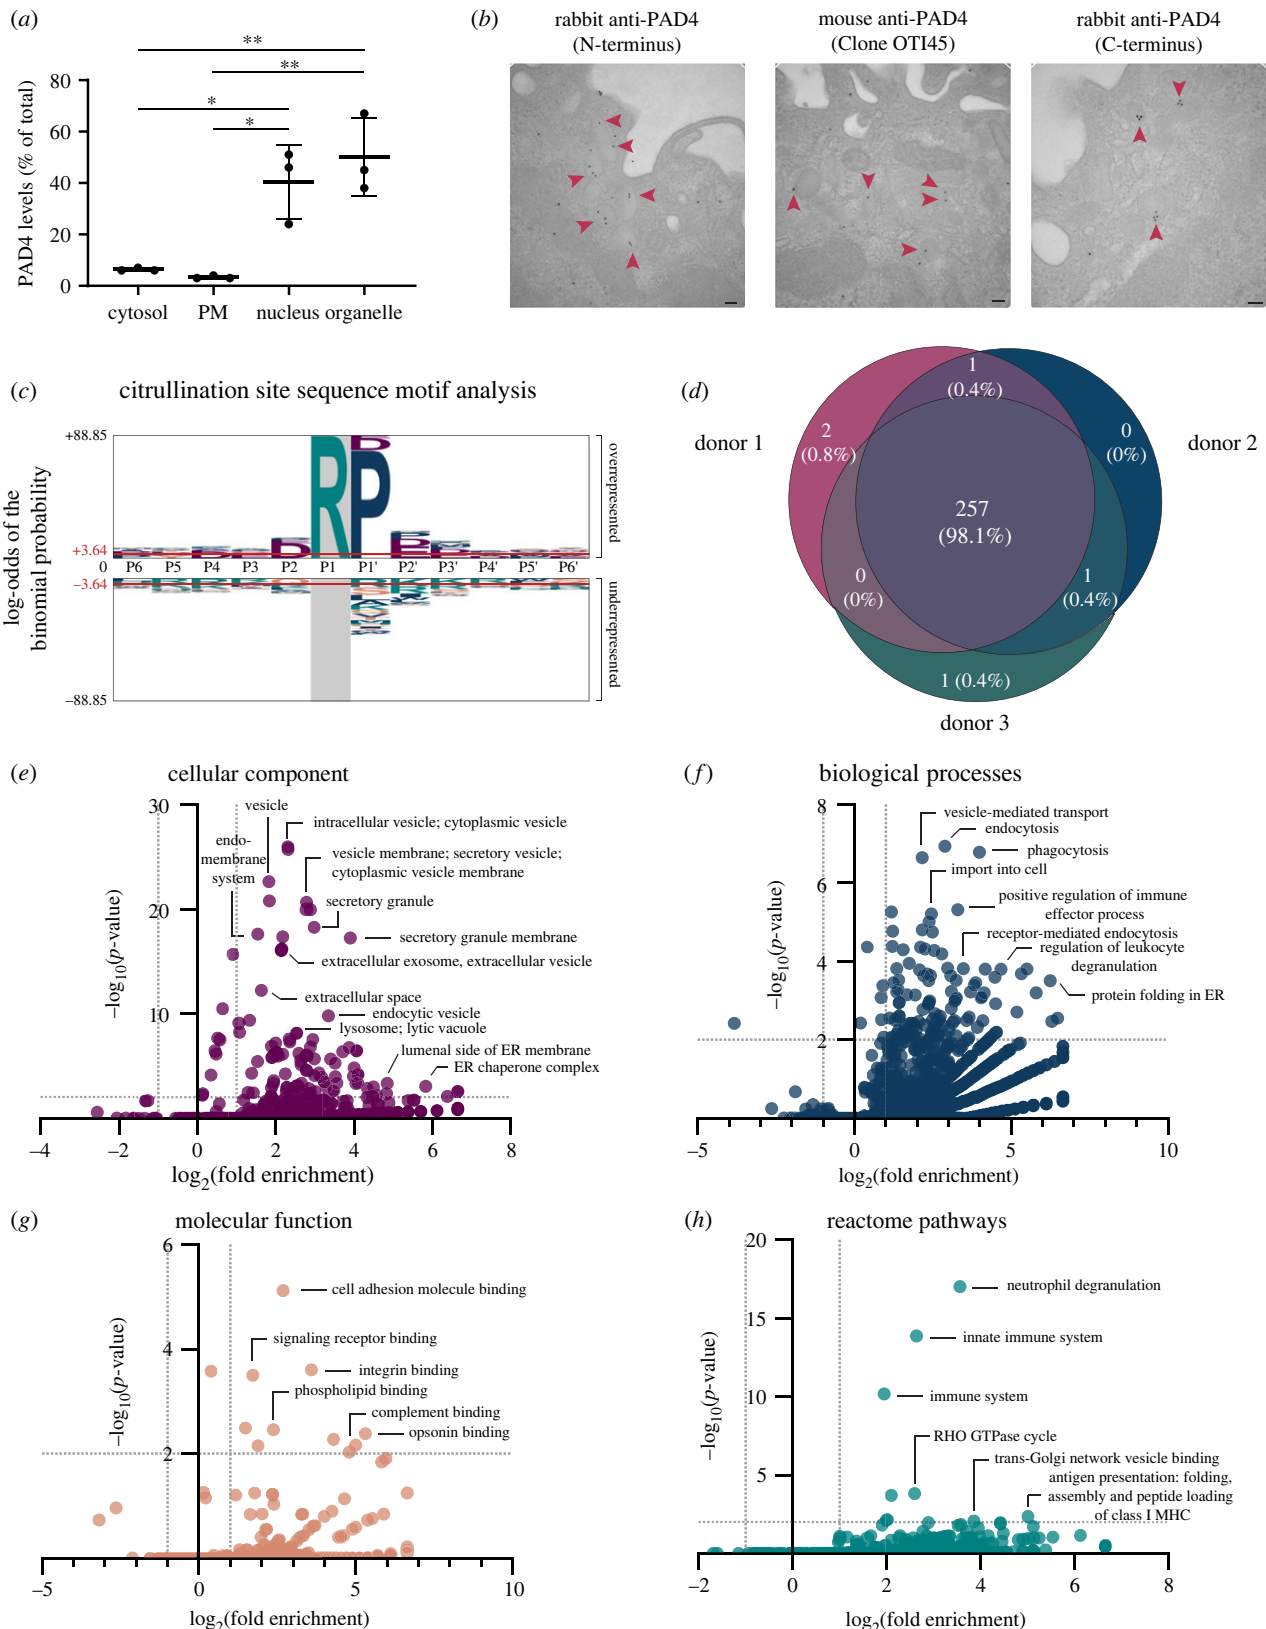 (a)
**
**
*
*
80
60
40
20
0
PAD4 levels (% of total)
cytosol PM nucleus organelle
(b)
rabbit anti-PAD4
(N-terminus)
mouse anti-PAD4
(Clone OTI45)
rabbit anti-PAD4
(C-terminus)
(c) citrullination site sequence motif analysis
log-odds of the
binomial probability
+88.85
+3.64
0
−3.64
−88.85
R P
P6 P5 P4 P3 P2 P1 P1' P2' P3' P4' P5' P6'
overrepresented
underrepresented
(d)
donor 1
donor 2
donor 3
1
(0.4%)
2
(0.8%)
0
(0%)
257
(98.1%)
0
(0%)
1
(0.4%)
1 (0.4%)
(e) cellular component
30
20
10
−log10(p-value)
vesicle
intracellular vesicle; cytoplasmic vesicle
endo-
membrane
system
vesicle membrane; secretory vesicle;
cytoplasmic vesicle membrane
secretory granule
secretory granule membrane
extracellular exosome, extracellular vesicle
extracellular space
endocytic vesicle
lysosome; lytic vacuole
lumenal side of ER membrane
ER chaperone complex
−4 −2 0 2 4 6 8
log2(fold enrichment)
(f) biological processes
8
6
4
2
−log10(p-value)
vesicle-mediated transport
endocytosis
phagocytosis
import into cell
positive regulation of immune
effector process
receptor-mediated endocytosis
regulation of leukocyte
degranulation
protein folding in ER
−5 0 5 10
log2(fold enrichment)
(g) molecular function
6
4
2
−log10(p-value)
cell adhesion molecule binding
signaling receptor binding
integrin binding
phospholipid binding
complement binding
opsonin binding
−5 0 5 10
log2(fold enrichment)
(h) reactome pathways
20
15
10
5
−log10(p-value)
neutrophil degranulation
innate immune system
immune system
RHO GTPase cycle
trans-Golgi network vesicle binding
antigen presentation: folding,
assembly and peptide loading
of class I MHC
−2 0 2 4 6 8
log2(fold enrichment)